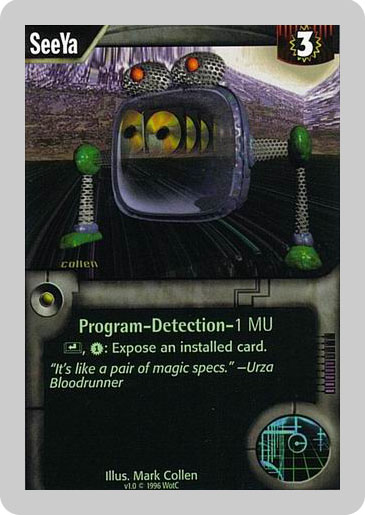 SeeYa
3
collen
Program-Detection-1 MU
, 1: Expose an installed card.
"It's like a pair of magic specs." –Urza
Bloodrunner
Illus. Mark Collen
v1.0 © 1996 WotC